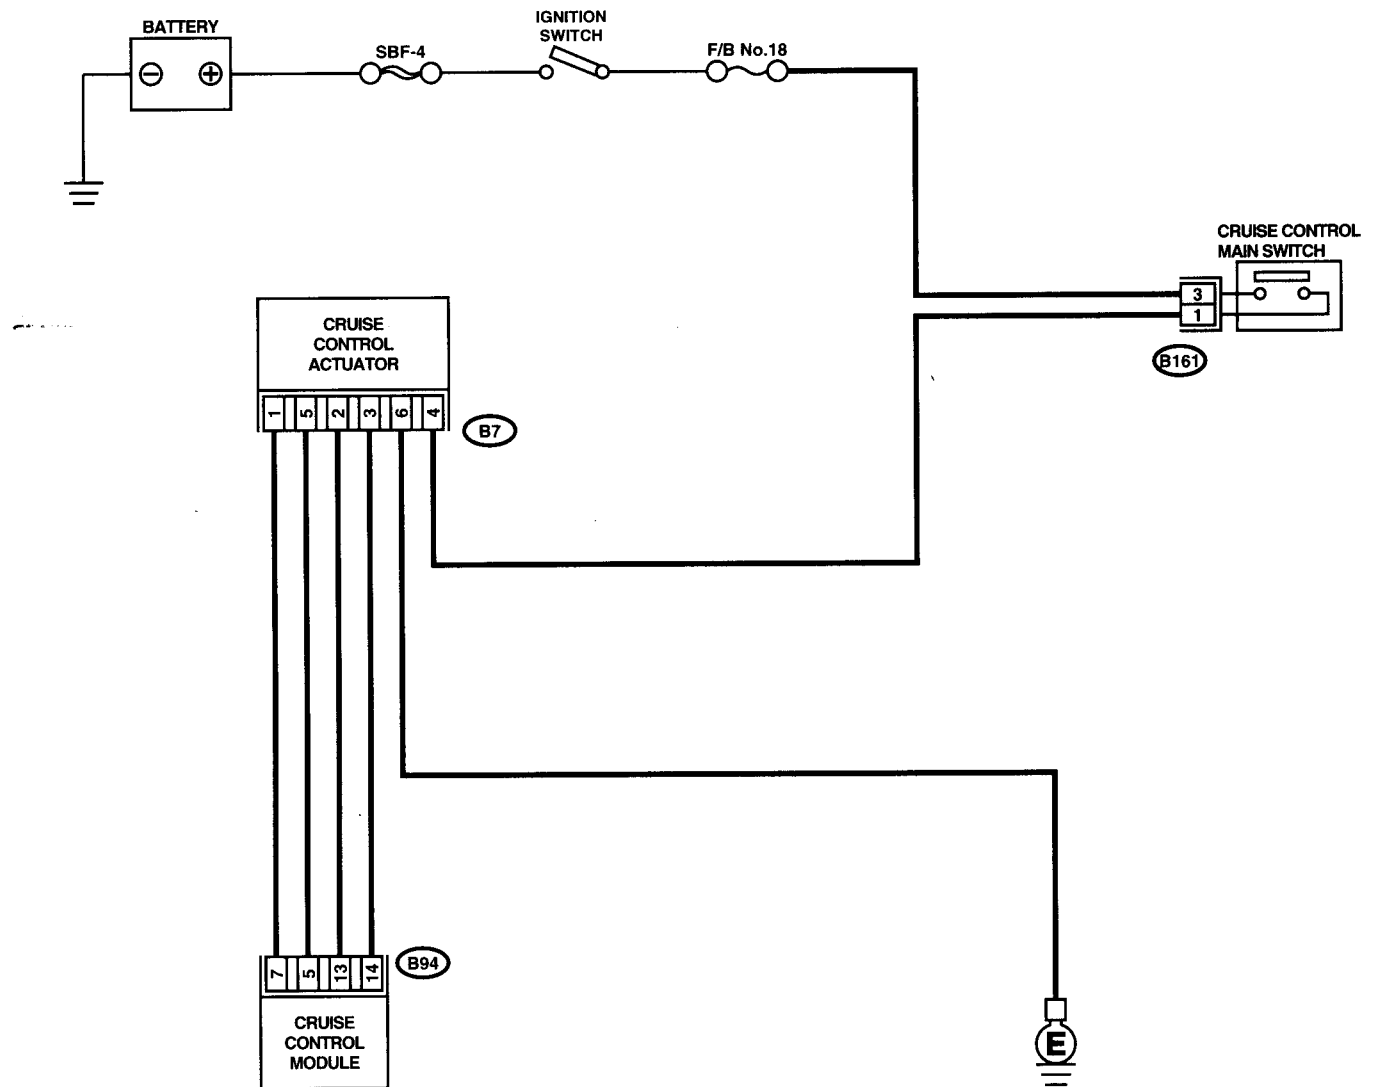 BATTERY
IGNITION
SWITCH
SBF-4
F/B No.18
CRUISE CONTROL
MAIN SWITCH
3
1
B161
CRUISE
CONTROL
ACTUATOR
1 5 2 3 6 4
B7
7 5 13 14
B94
CRUISE
CONTROL
MODULE
E